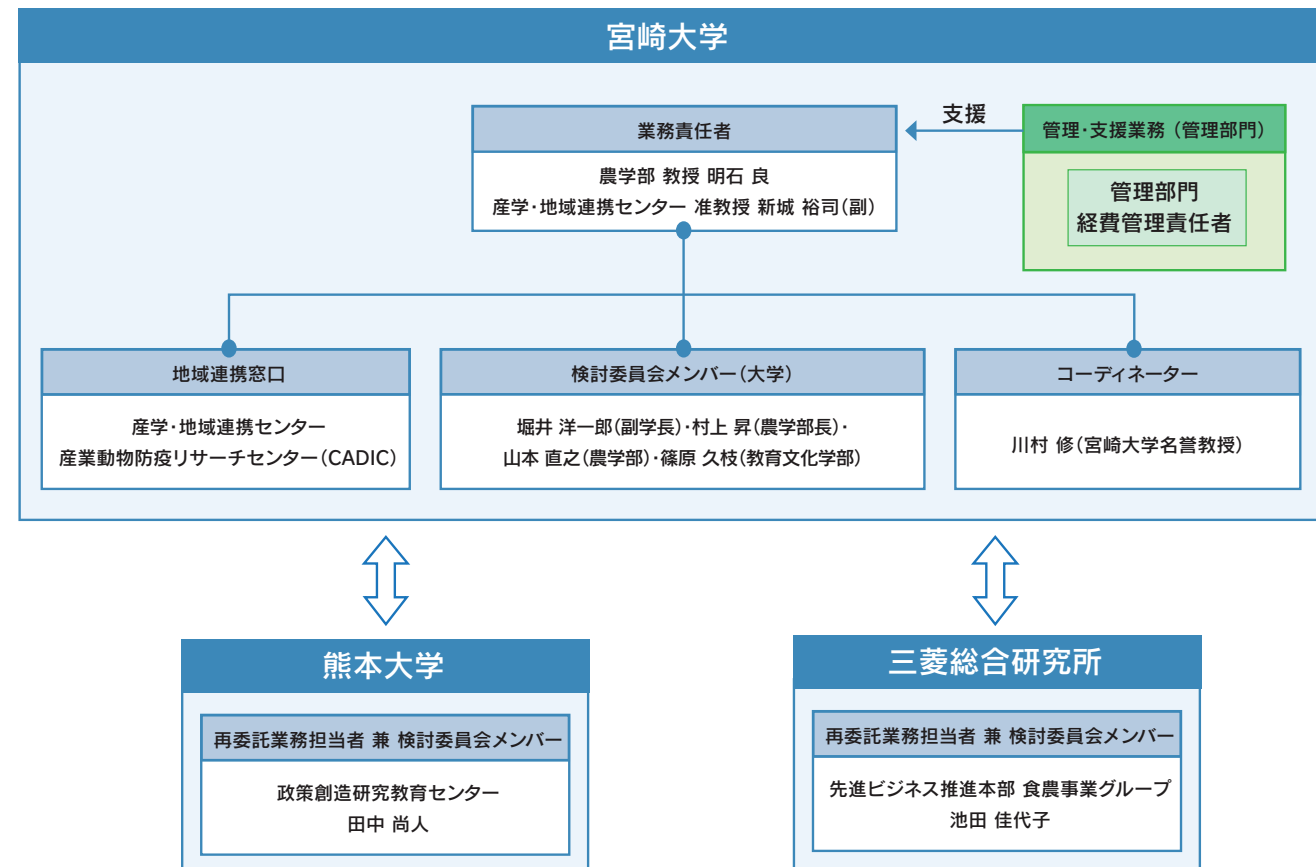 宮崎大学
業務責任者
農学部 教授 明石 良
産学・地域連携センター 准教授 新城 裕司（副）
支援
管理・支援業務（管理部門）
管理部門
経費管理責任者
地域連携窓口
産学・地域連携センター
産業動物防疫リサーチセンター（CADIC）
検討委員会メンバー（大学）
堀井 洋一郎（副学長）・村上 昇（農学部長）・
山本 直之（農学部）・篠原 久枝（教育文化学部）
コーディネーター
川村 修（宮崎大学名誉教授）
熊本大学
再委託業務担当者 兼 検討委員会メンバー
政策創造研究教育センター
田中 尚人
三菱総合研究所
再委託業務担当者 兼 検討委員会メンバー
先進ビジネス推進本部 食農事業グループ
池田 佳代子